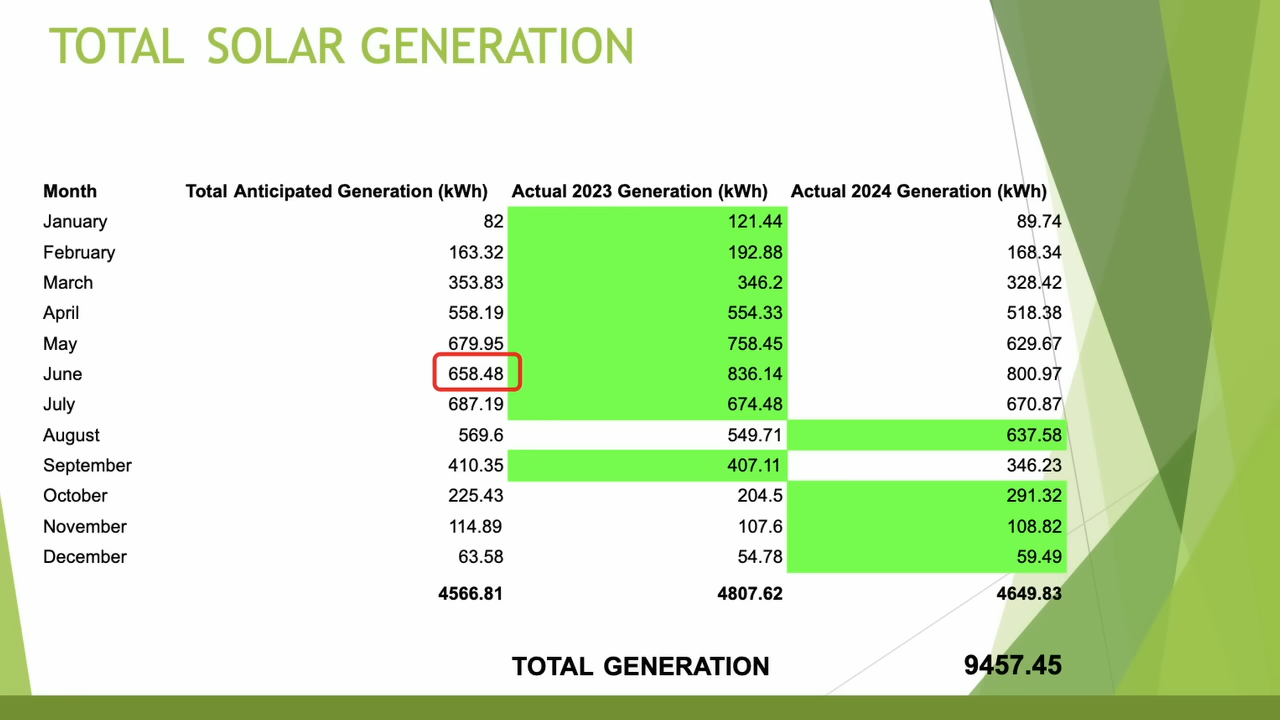 TOTAL SOLAR GENERATION
Month Total Anticipated Generation (kWh) Actual 2023 Generation (kWh) Actual 2024 Generation (kWh)
January 82 121.44 89.74
February 163.32 192.88 168.34
March 353.83 346.2 328.42
April 558.19 554.33 518.38
May 679.95 758.45 629.67
June 658.48 836.14 800.97
July 687.19 674.48 670.87
August 569.6 549.71 637.58
September 410.35 407.11 346.23
October 225.43 204.5 291.32
November 114.89 107.6 108.82
December 63.58 54.78 59.49
4566.81 4807.62 4649.83
TOTAL GENERATION 9457.45